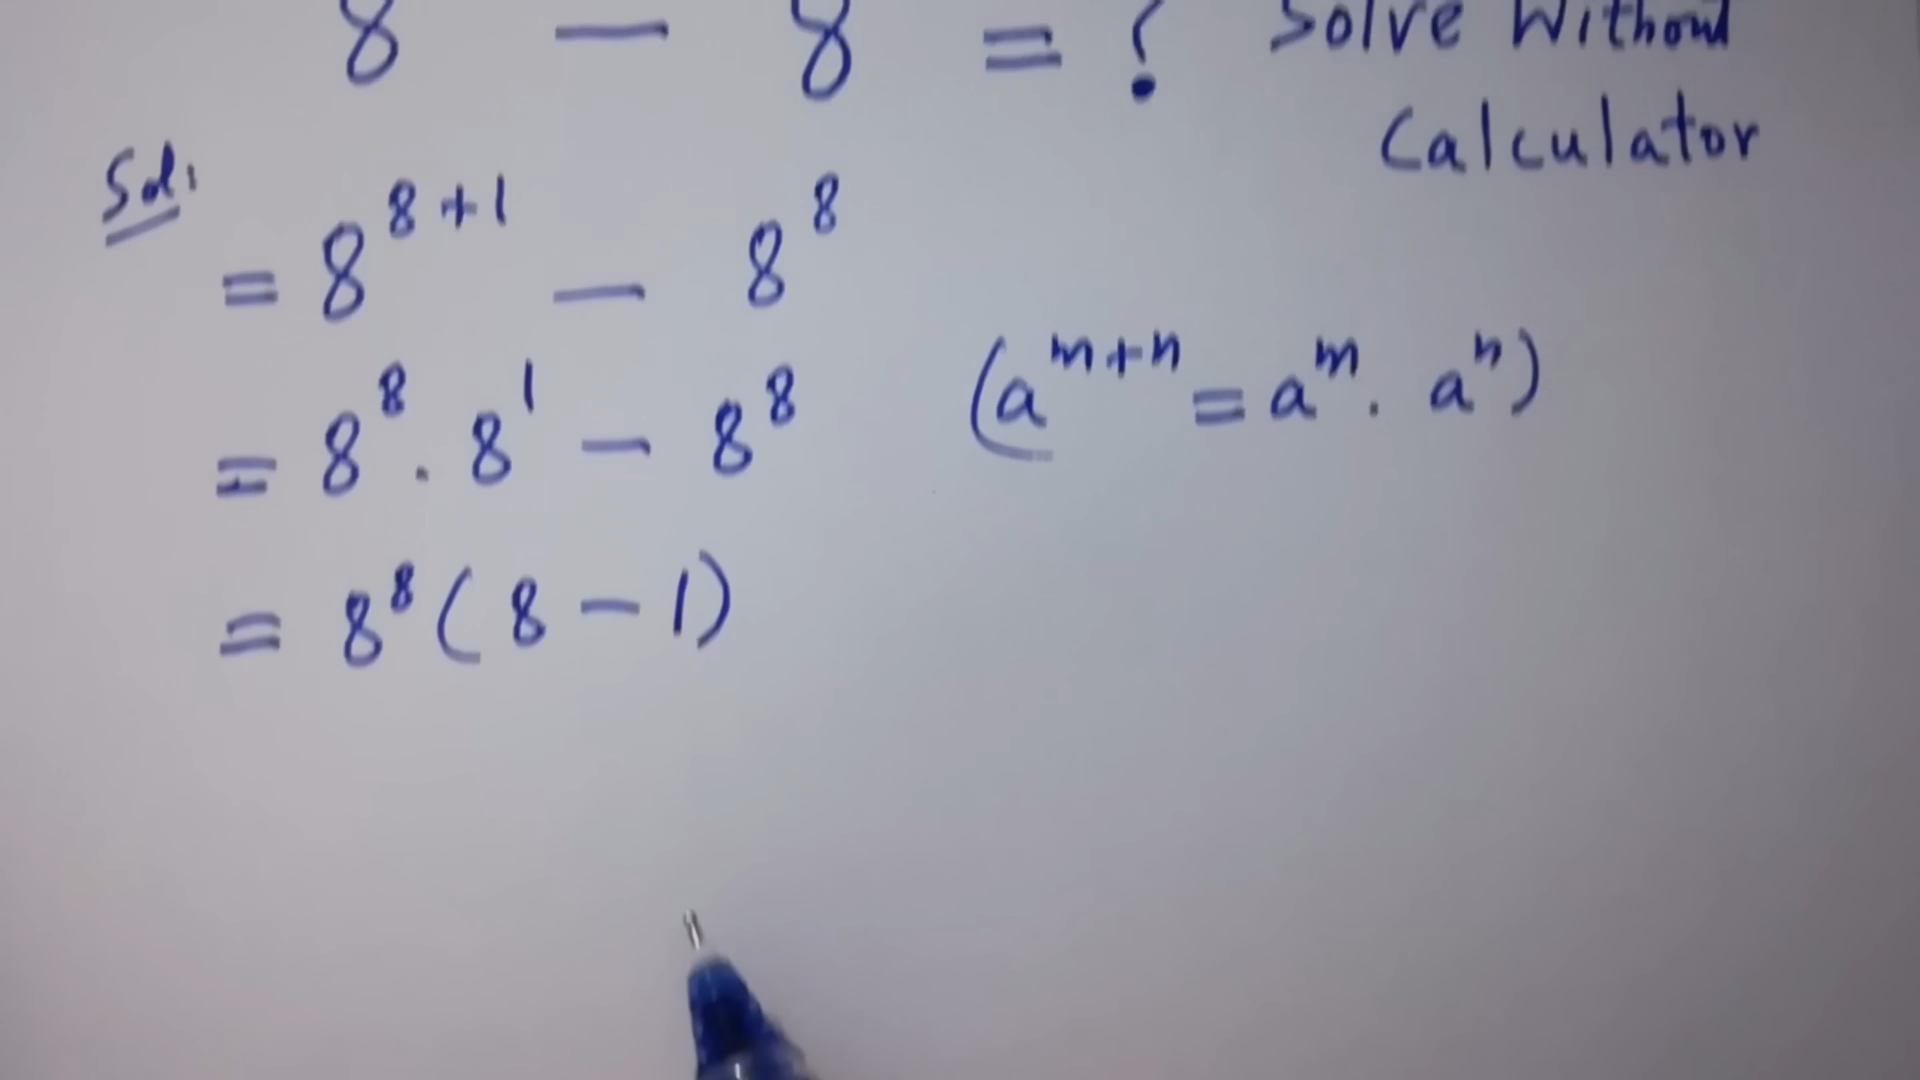 8 − 8 = ? Solve Without
Calculator
Sol:
= 8^{8+1} − 8^8
= 8^8 . 8^1 − 8^8 (a^{m+n} = a^m . a^n)
= 8^8 (8 − 1)